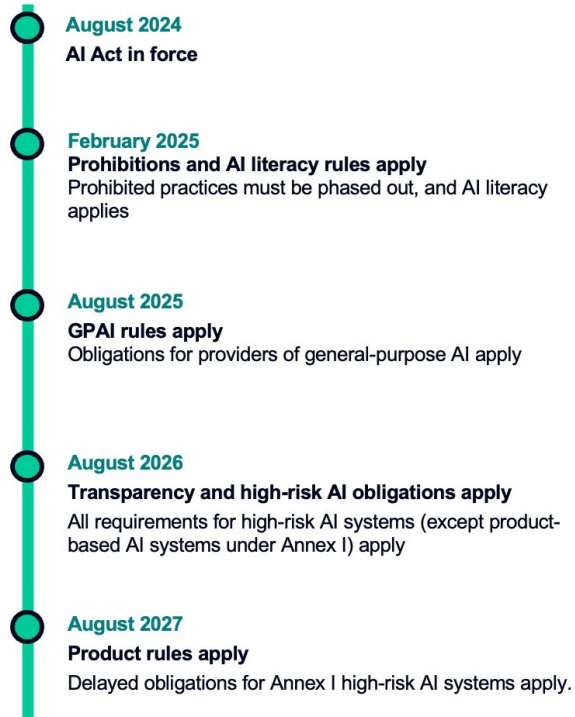 August 2024
AI Act in force
February 2025
Prohibitions and AI literacy rules apply
Prohibited practices must be phased out, and AI literacy
applies
August 2025
GPAI rules apply
Obligations for providers of general-purpose AI apply
August 2026
Transparency and high-risk AI obligations apply
All requirements for high-risk AI systems (except product-
based AI systems under Annex I) apply
August 2027
Product rules apply
Delayed obligations for Annex I high-risk AI systems apply.